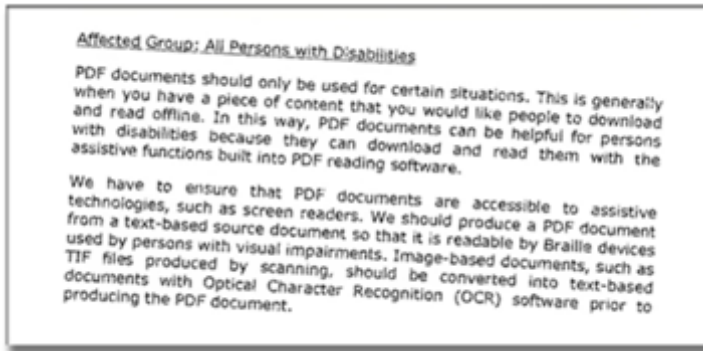 Affected Group: All Persons with Disabilities
PDF documents should only be used for certain situations. This is generally
when you have a piece of content that you would like people to download
and read offline. In this way, PDF documents can be helpful for persons
with disabilities because they can download and read them with the
assistive functions built into PDF reading software.
We have to ensure that PDF documents are accessible to assistive
technologies, such as screen readers. We should produce a PDF document
from a text-based source document so that it is readable by Braille devices
used by persons with visual impairments. Image-based documents, such as
TIF files produced by scanning, should be converted into text-based
documents with Optical Character Recognition (OCR) software prior to
producing the PDF document.